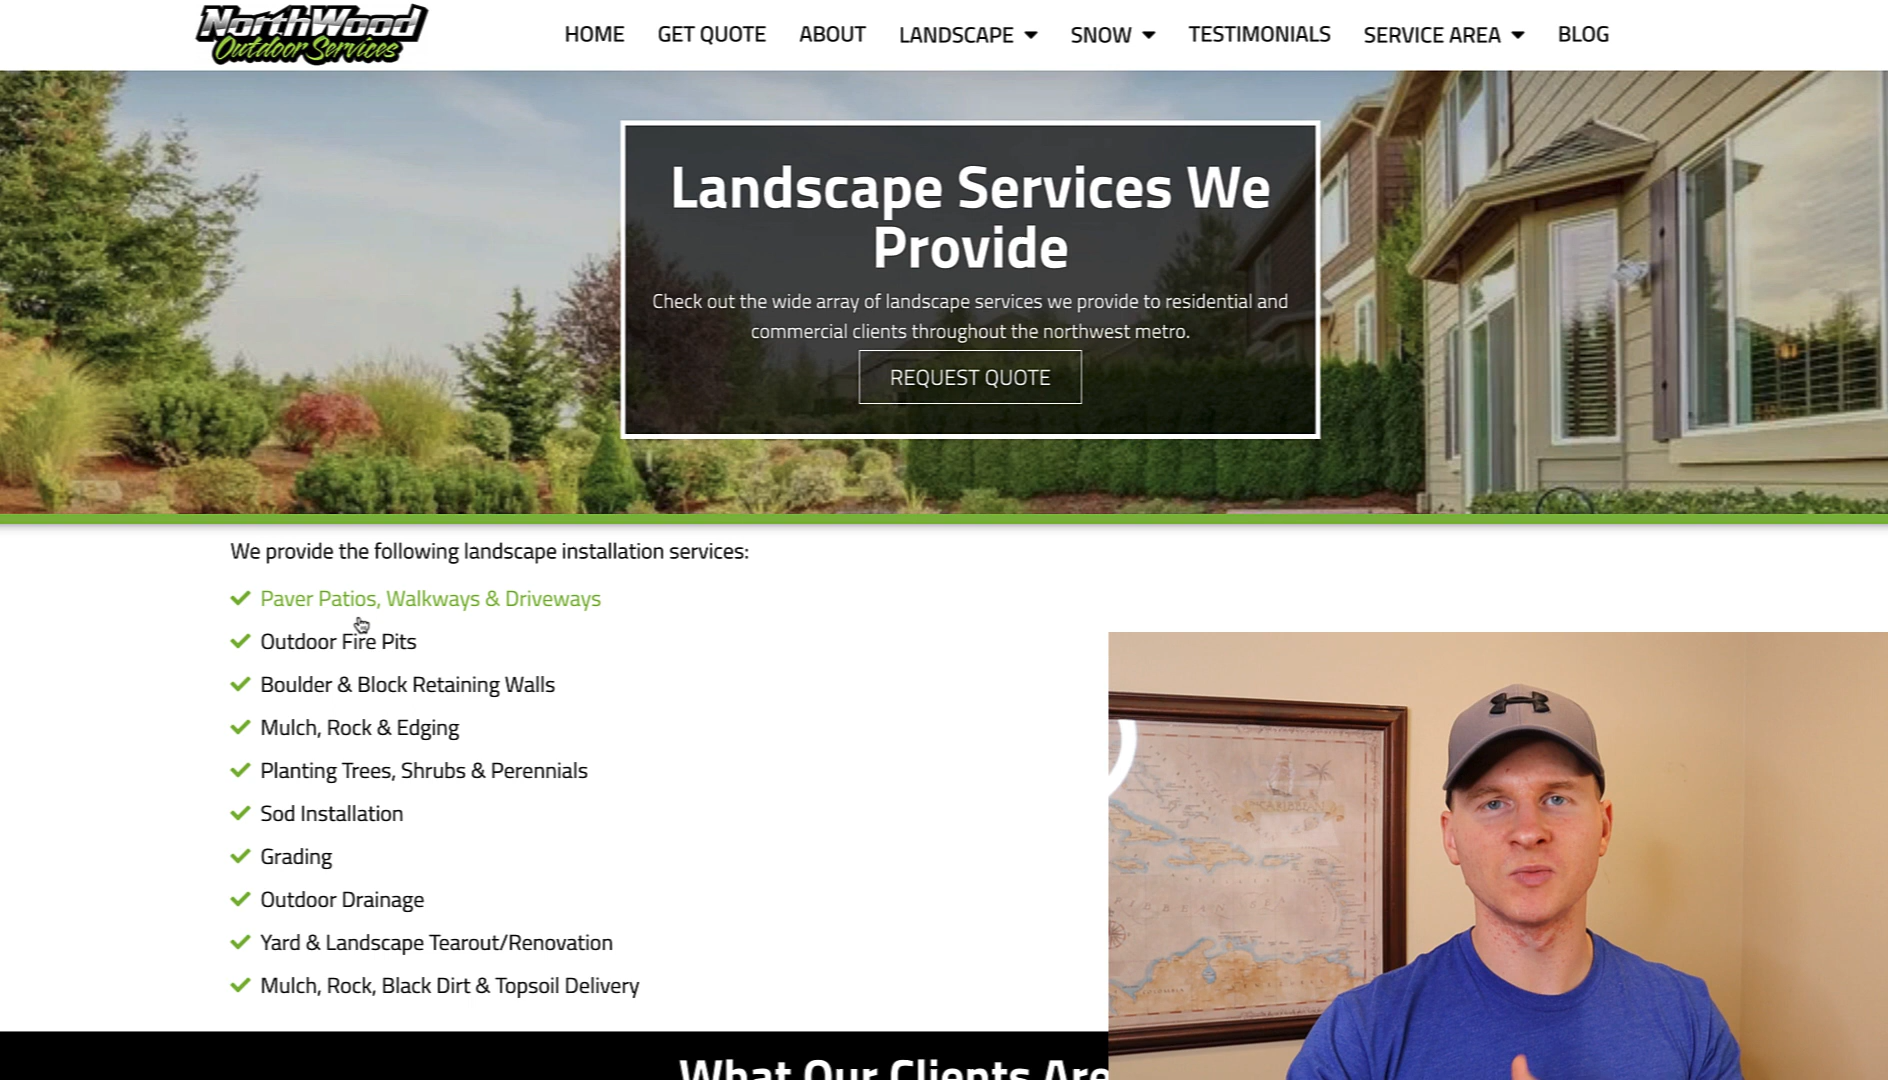 NorthWood
Outdoor Services
HOME
GET QUOTE
ABOUT
LANDSCAPE
SNOW
TESTIMONIALS
SERVICE AREA
BLOG
Landscape Services We
Provide
Check out the wide array of landscape services we provide to residential and
commercial clients throughout the northwest metro.
REQUEST QUOTE
We provide the following landscape installation services:
Paver Patios, Walkways & Driveways
Outdoor Fire Pits
Boulder & Block Retaining Walls
Mulch, Rock & Edging
Planting Trees, Shrubs & Perennials
Sod Installation
Grading
Outdoor Drainage
Yard & Landscape Tearout/Renovation
Mulch, Rock, Black Dirt & Topsoil Delivery
What Our Clients Are
CARIBBEAN